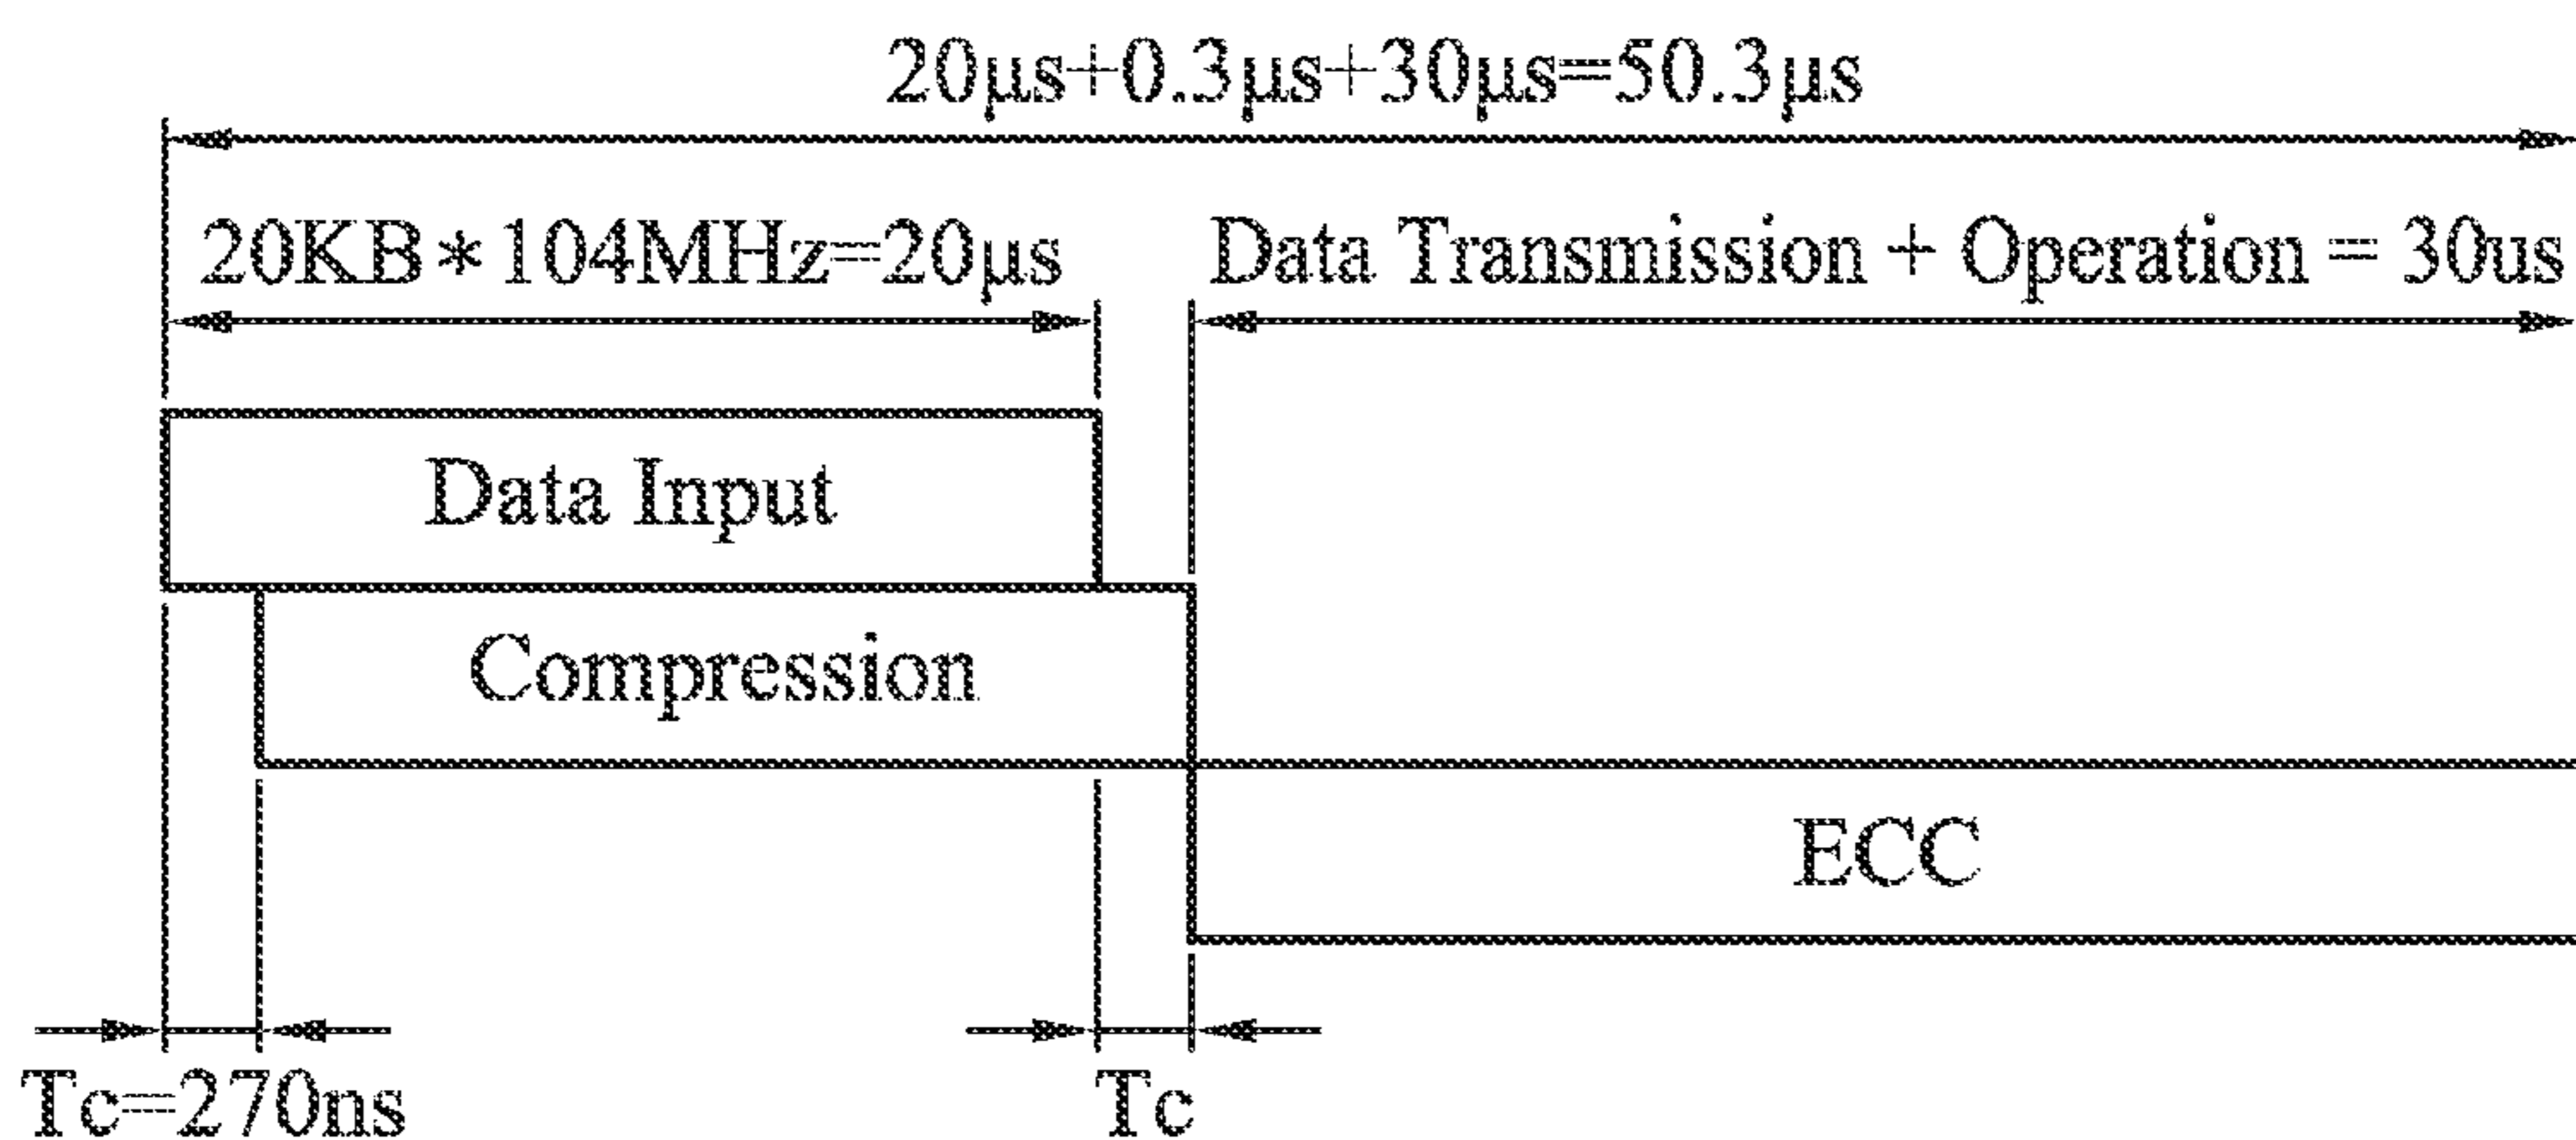 20μs+0.3μs+30μs=50.3μs
20KB*104MHz=20μs
Data Transmission + Operation = 30us
Data Input
Compression
ECC
Tc=270ns
Tc